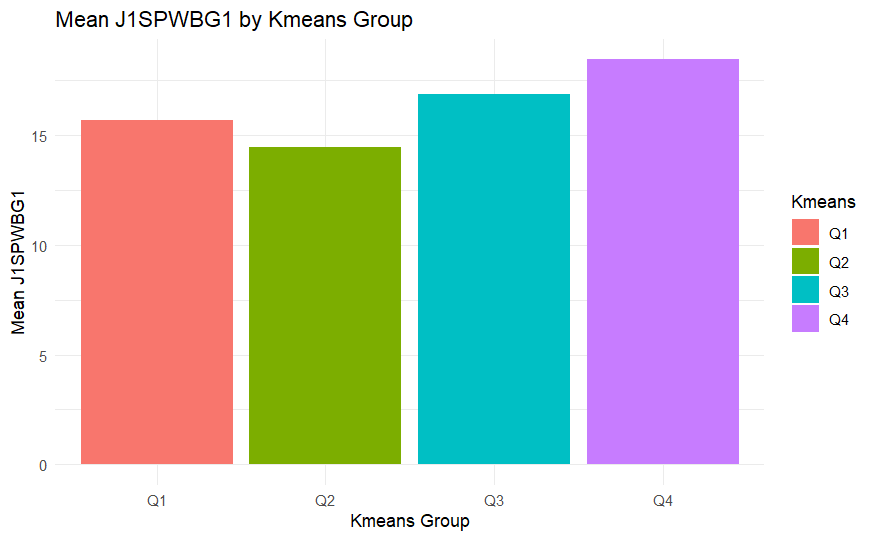 Mean J1SPWBG1 by Kmeans Group
Mean J1SPWBG1
15
10
5
0
Q1
Q2
Q3
Q4
Kmeans Group
Kmeans
Q1
Q2
Q3
Q4